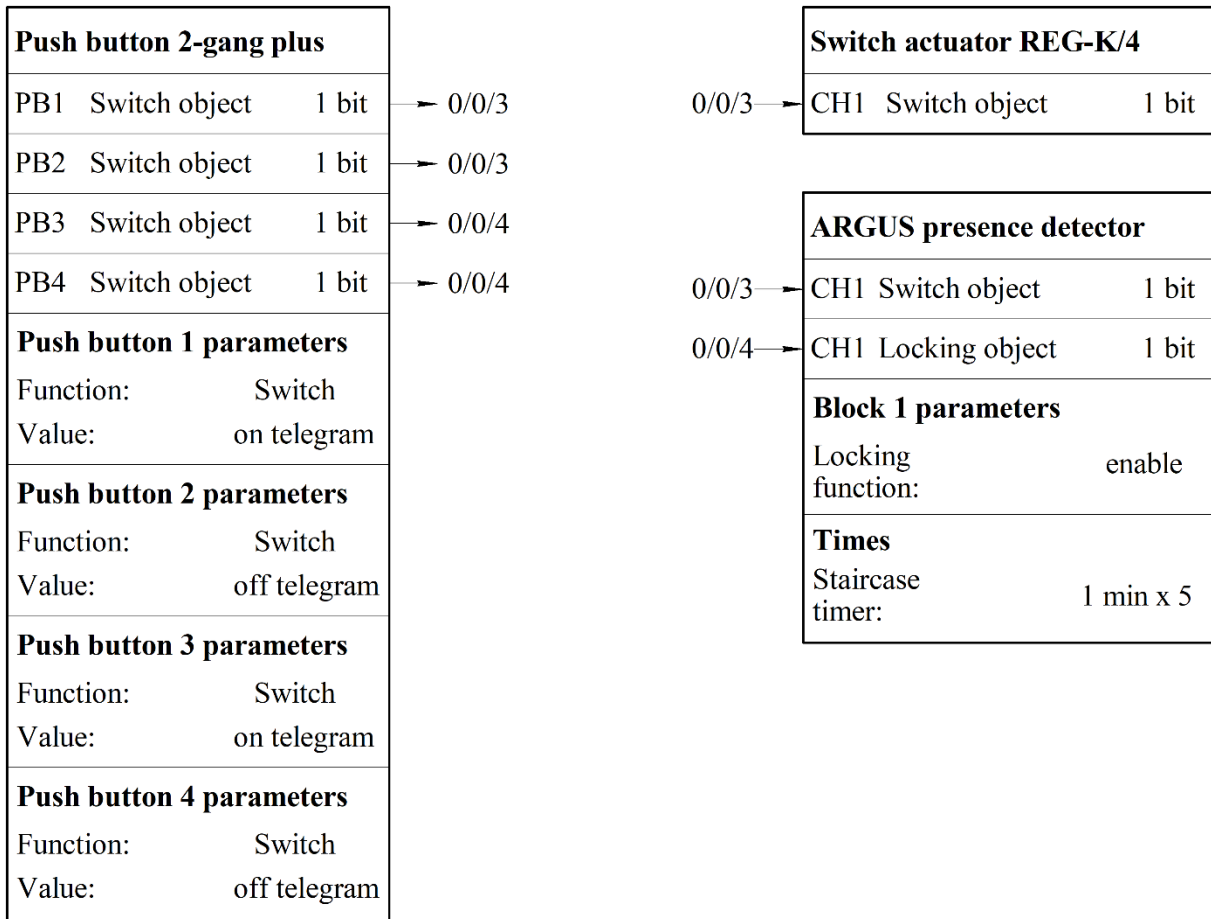 Push button 2-gang plus
PB1 Switch object 1 bit 0/0/3
PB2 Switch object 1 bit 0/0/3
PB3 Switch object 1 bit 0/0/4
PB4 Switch object 1 bit 0/0/4
Push button 1 parameters
Function: Switch
Value: on telegram
Push button 2 parameters
Function: Switch
Value: off telegram
Push button 3 parameters
Function: Switch
Value: on telegram
Push button 4 parameters
Function: Switch
Value: off telegram
Switch actuator REG-K/4
0/0/3 CH1 Switch object 1 bit
ARGUS presence detector
0/0/3 CH1 Switch object 1 bit
0/0/4 CH1 Locking object 1 bit
Block 1 parameters
Locking
function: enable
Times
Staircase
timer: 1 min x 5